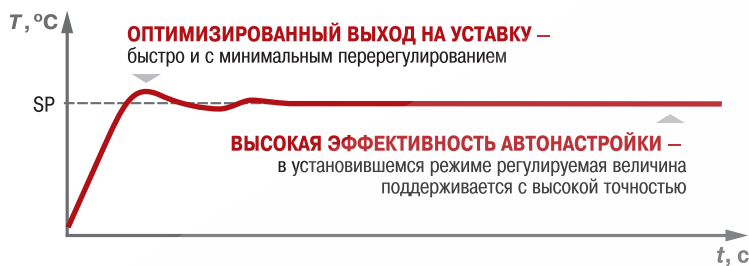 T, °C
ОПТИМИЗИРОВАННЫЙ ВЫХОД НА УСТАВКУ –
быстро и с минимальным перерегулированием
SP
ВЫСОКАЯ ЭФФЕКТИВНОСТЬ АВТОНАСТРОЙКИ –
в установившемся режиме регулируемая величина
поддерживается с высокой точностью
t, c